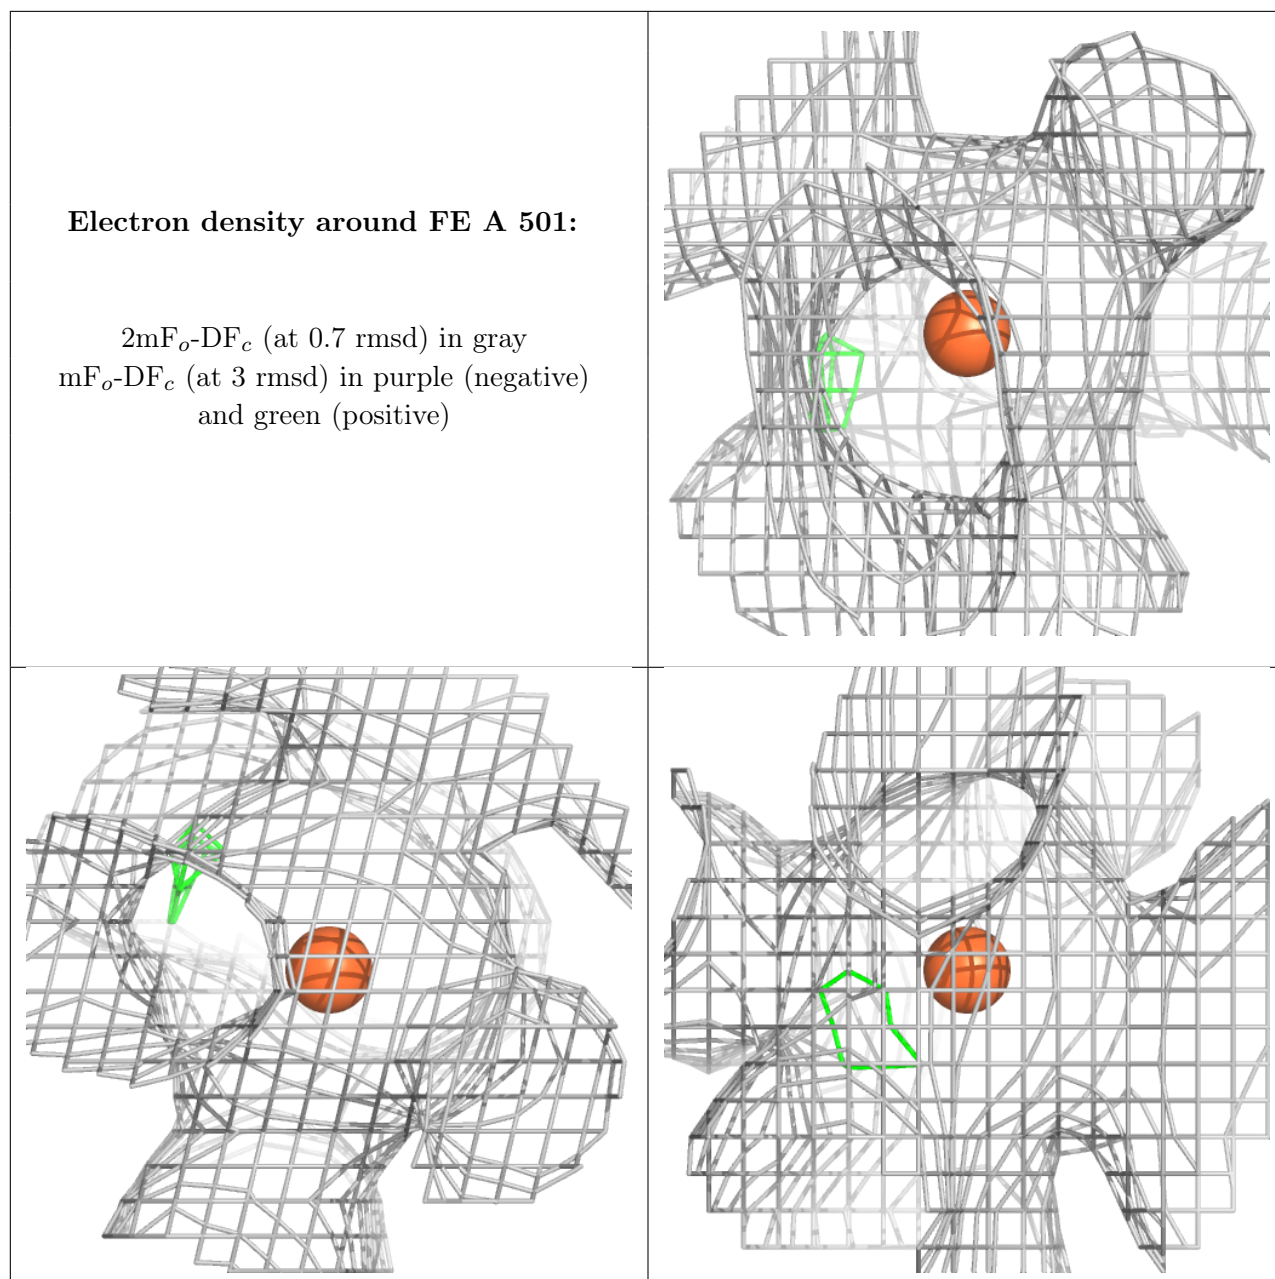 Electron density around FE A 501:
2mFo-DFc (at 0.7 rmsd) in gray
mFo-DFc (at 3 rmsd) in purple (negative)
and green (positive)